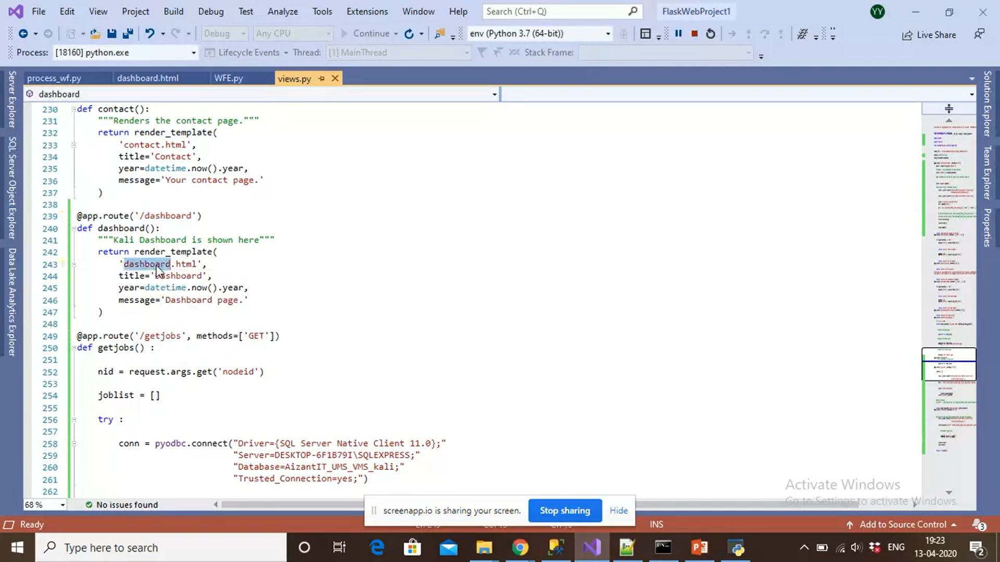 File Edit View Project Build Debug Test Analyze Tools Extensions Window Help Search (Ctrl+Q) FlaskWebProject1 YY
Debug Any CPU Continue env (Python 3.7 (64-bit)) Live Share
Process: [18160] python.exe Lifecycle Events Thread: [1] MainThread Stack Frame:
process_wf.py dashboard.html WFE.py views.py
dashboard
Server Explorer
SQL Server Object Explorer
Data Lake Analytics Explorer
Solution Explorer
Team Explorer
Properties
230 def contact():
231 """Renders the contact page."""
232 return render_template(
233 'contact.html',
234 title='Contact',
235 year=datetime.now().year,
236 message='Your contact page.'
237 )
238
239 @app.route('/dashboard')
240 def dashboard():
241 """Kali Dashboard is shown here"""
242 return render_template(
243 'dashboard.html',
244 title='Dashboard',
245 year=datetime.now().year,
246 message='Dashboard page.'
247 )
248
249 @app.route('/getjobs', methods=['GET'])
250 def getjobs() :
251
252 nid = request.args.get('nodeid')
253
254 joblist = []
255
256 try :
257
258 conn = pyodbc.connect("Driver={SQL Server Native Client 11.0};"
259 "Server=DESKTOP-6F1B79I\SQLEXPRESS;"
260 "Database=AizantIT_UMS_VMS_kali;"
261 "Trusted_Connection=yes;")
262
Activate Windows
Go to Settings to activate Windows.
68 % No issues found
screenapp.io is sharing your screen. Stop sharing Hide
Ready INS Add to Source Control 3
Type here to search ENG 19:23
13-04-2020 2